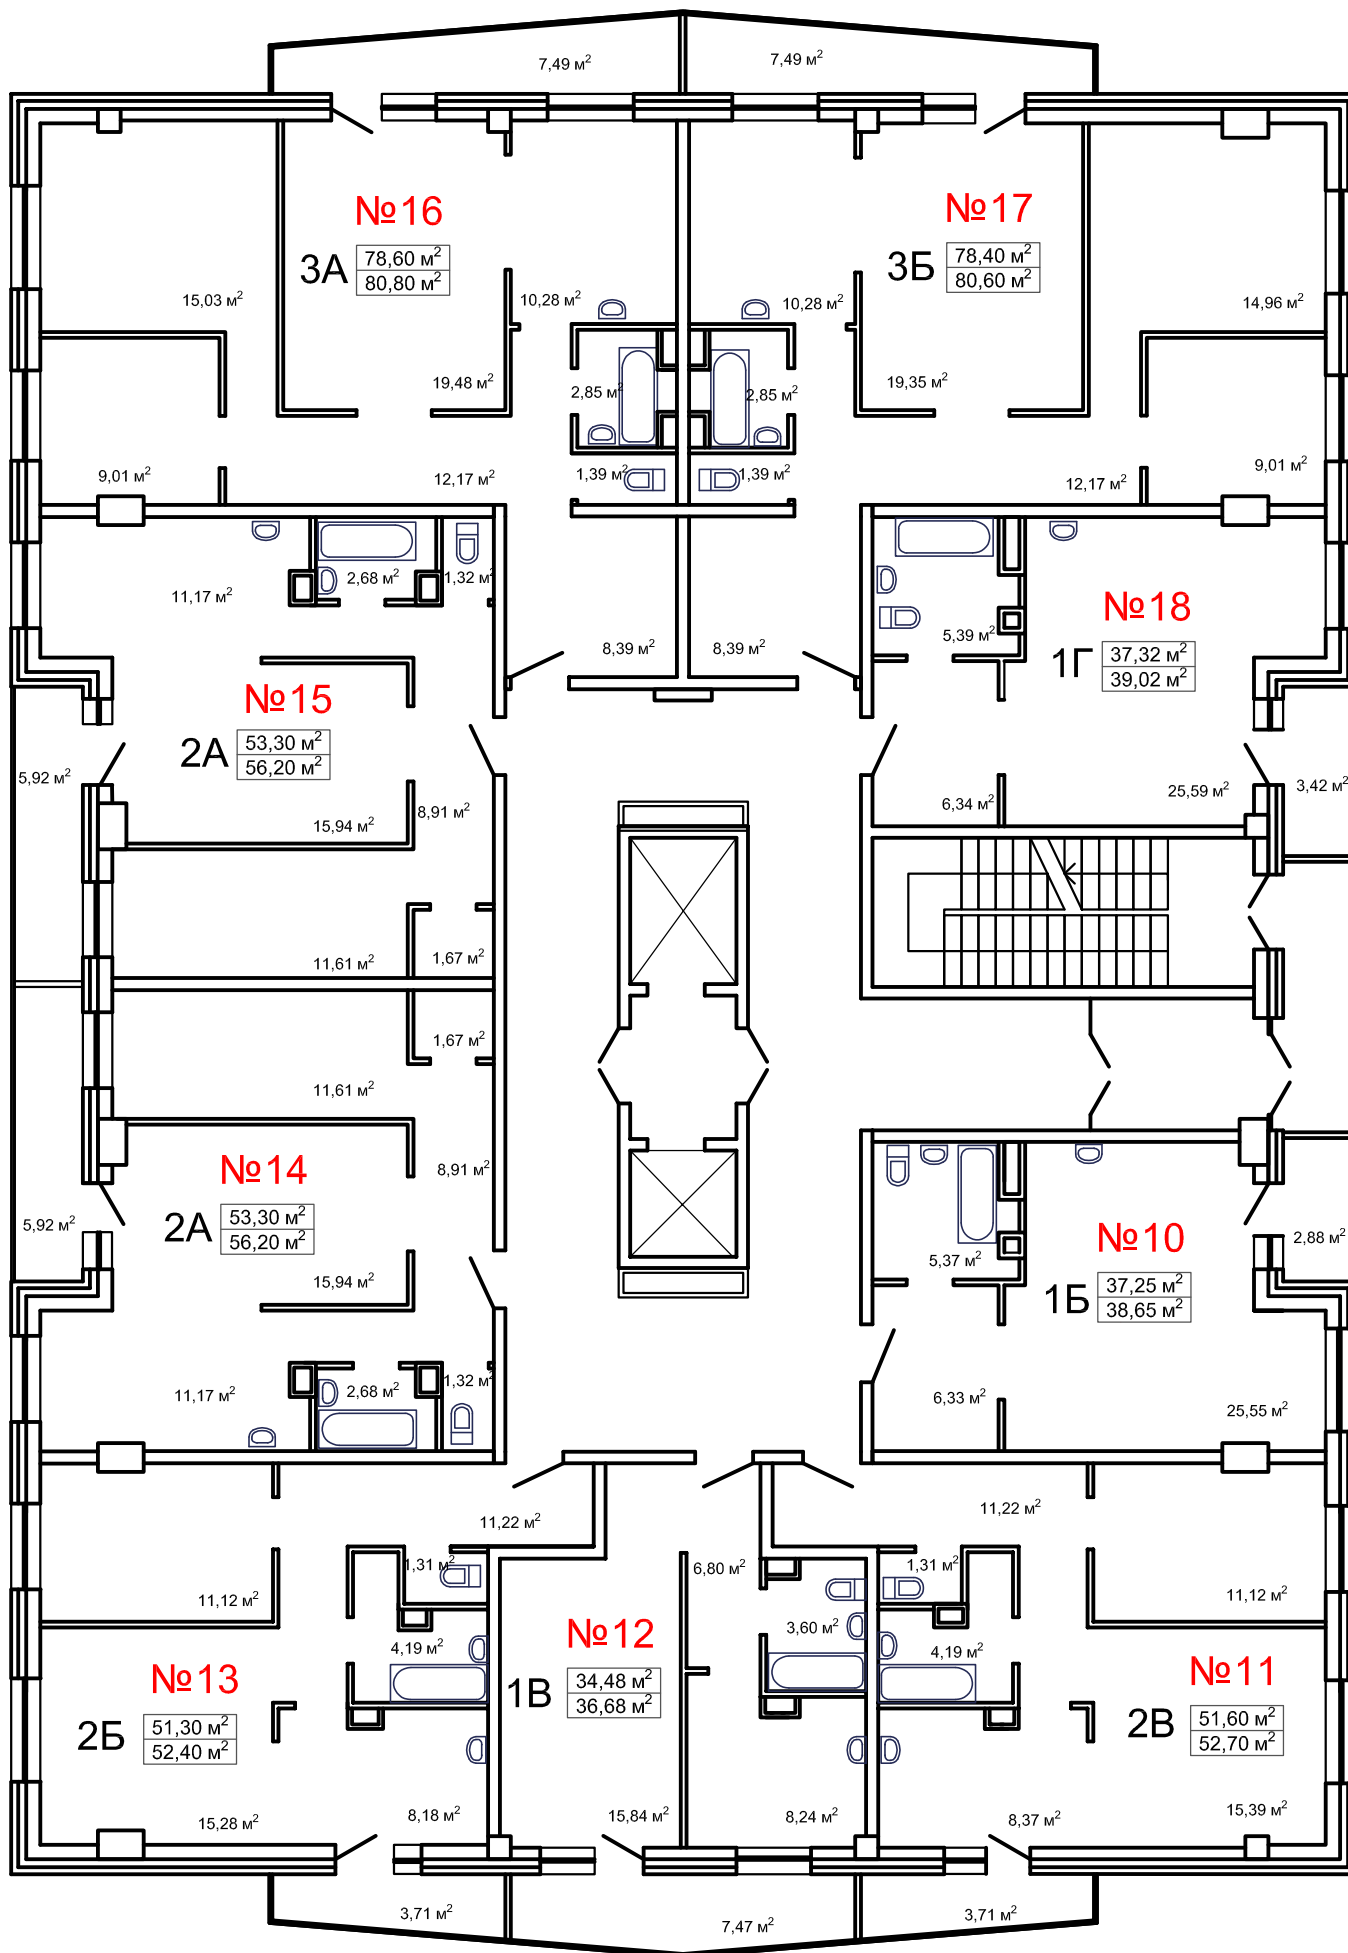 7,49 м²
7,49 м²
№16
3А
78,60 м²
80,80 м²
15,03 м²
10,28 м²
19,48 м²
2,85 м²
9,01 м²
12,17 м²
1,39 м²
8,39 м²
№17
3Б
78,40 м²
80,60 м²
10,28 м²
14,96 м²
19,35 м²
2,85 м²
1,39 м²
12,17 м²
9,01 м²
8,39 м²
11,17 м²
2,68 м²
1,32 м²
№15
2А
53,30 м²
56,20 м²
5,92 м²
15,94 м²
8,91 м²
11,61 м²
1,67 м²
№18
5,39 м²
1Г
37,32 м²
39,02 м²
6,34 м²
25,59 м²
3,42 м²
1,67 м²
11,61 м²
№14
8,91 м²
2А
53,30 м²
56,20 м²
5,92 м²
15,94 м²
11,17 м²
2,68 м²
1,32 м²
№10
5,37 м²
1Б
37,25 м²
38,65 м²
2,88 м²
6,33 м²
25,55 м²
11,22 м²
1,31 м²
11,12 м²
4,19 м²
№13
2Б
51,30 м²
52,40 м²
15,28 м²
8,18 м²
6,80 м²
№12
3,60 м²
1В
34,48 м²
36,68 м²
15,84 м²
8,24 м²
11,22 м²
1,31 м²
11,12 м²
4,19 м²
№11
2В
51,60 м²
52,70 м²
8,37 м²
15,39 м²
3,71 м²
7,47 м²
3,71 м²